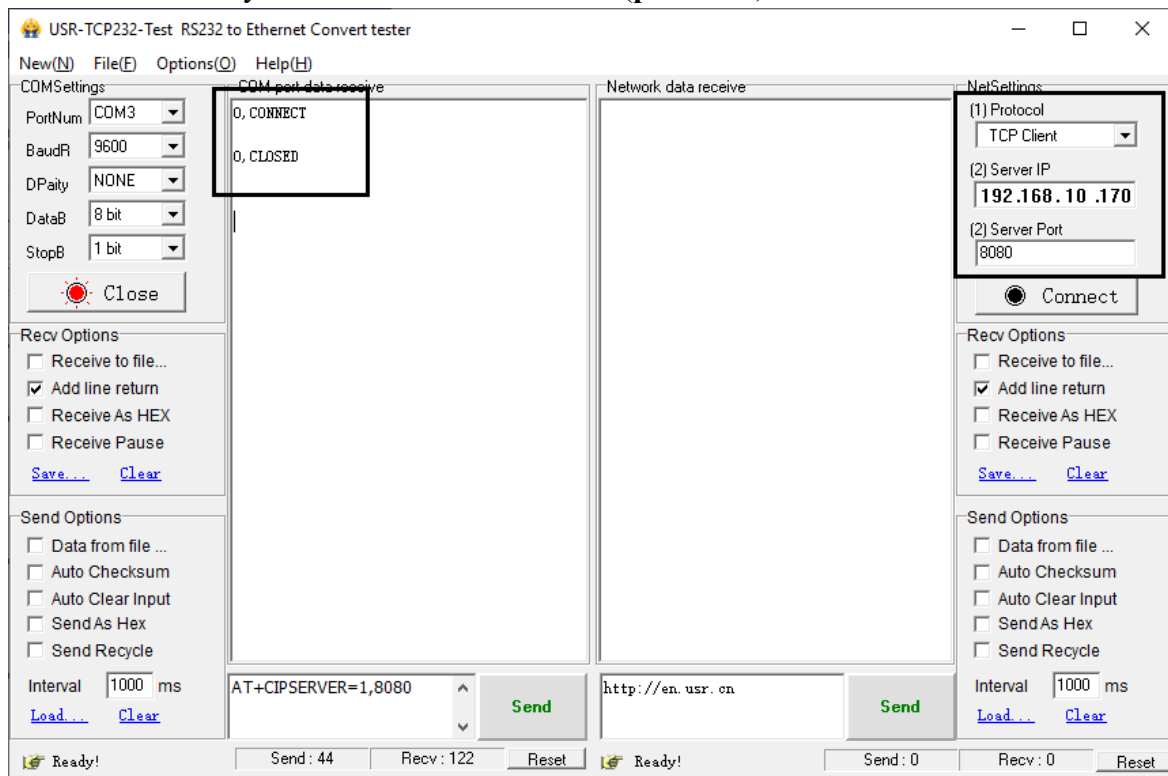 USR-TCP232-Test RS232 to Ethernet Convert tester
New(N) File(F) Options(O) Help(H)
COMSettings
PortNum COM3
BaudR 9600
DPaity NONE
DataB 8 bit
StopB 1 bit
Close
Recv Options
Receive to file...
Add line return
Receive As HEX
Receive Pause
Save... Clear
Send Options
Data from file ...
Auto Checksum
Auto Clear Input
Send As Hex
Send Recycle
Interval 1000 ms
Load... Clear
COM port data receive
0, CONNECT
0, CLOSED
AT+CIPSERVER=1,8080
Send
Network data receive
http://en.usr.cn
Send
NetSettings
(1) Protocol
TCP Client
(2) Server IP
192.168.10.170
(2) Server Port
8080
Connect
Recv Options
Receive to file...
Add line return
Receive As HEX
Receive Pause
Save... Clear
Send Options
Data from file ...
Auto Checksum
Auto Clear Input
Send As Hex
Send Recycle
Interval 1000 ms
Load... Clear
Ready! Send : 44 Recv : 122 Reset
Ready! Send : 0 Recv : 0 Reset